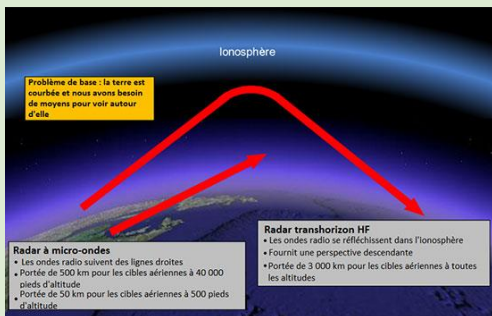 Ionosphère
Problème de base : la terre est
courbée et nous avons besoin
de moyens pour voir autour
d'elle
Radar à micro-ondes
• Les ondes radio suivent des lignes droites
• Portée de 500 km pour les cibles aériennes à 40 000
pieds d'altitude
• Portée de 50 km pour les cibles aériennes à 500 pieds
d'altitude
Radar transhorizon HF
• Les ondes radio se réfléchissent dans l'Ionosphère
• Fournit une perspective descendante
• Portée de 3 000 km pour les cibles aériennes à toutes
les altitudes